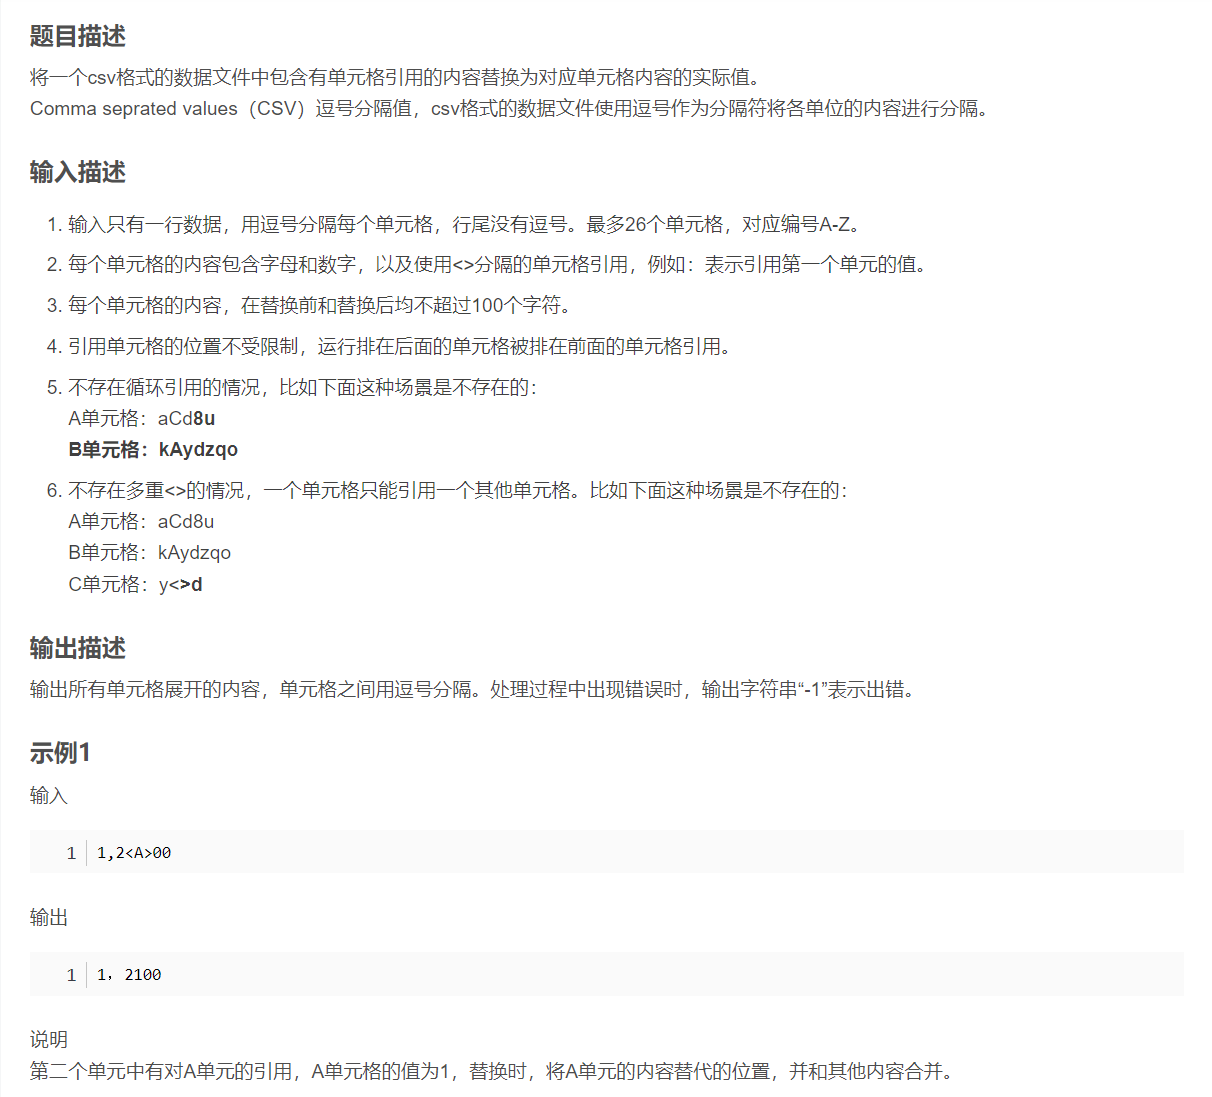 题目描述
将一个csv格式的数据文件中包含有单元格引用的内容替换为对应单元格内容的实际值。
Comma seprated values（CSV）逗号分隔值，csv格式的数据文件使用逗号作为分隔符将各单位的内容进行分隔。
输入描述
1. 输入只有一行数据，用逗号分隔每个单元格，行尾没有逗号。最多26个单元格，对应编号A-Z。
2. 每个单元格的内容包含字母和数字，以及使用<>分隔的单元格引用，例如：表示引用第一个单元的值。
3. 每个单元格的内容，在替换前和替换后均不超过100个字符。
4. 引用单元格的位置不受限制，运行排在后面的单元格被排在前面的单元格引用。
5. 不存在循环引用的情况，比如下面这种场景是不存在的：
A单元格：aCd8u
B单元格：kAydzqo
6. 不存在多重<>的情况，一个单元格只能引用一个其他单元格。比如下面这种场景是不存在的：
A单元格：aCd8u
B单元格：kAydzqo
C单元格：y<>d
输出描述
输出所有单元格展开的内容，单元格之间用逗号分隔。处理过程中出现错误时，输出字符串“-1”表示出错。
示例1
输入
1 1,2<A>00
输出
1 1，2100
说明
第二个单元中有对A单元的引用，A单元格的值为1，替换时，将A单元的内容替代的位置，并和其他内容合并。